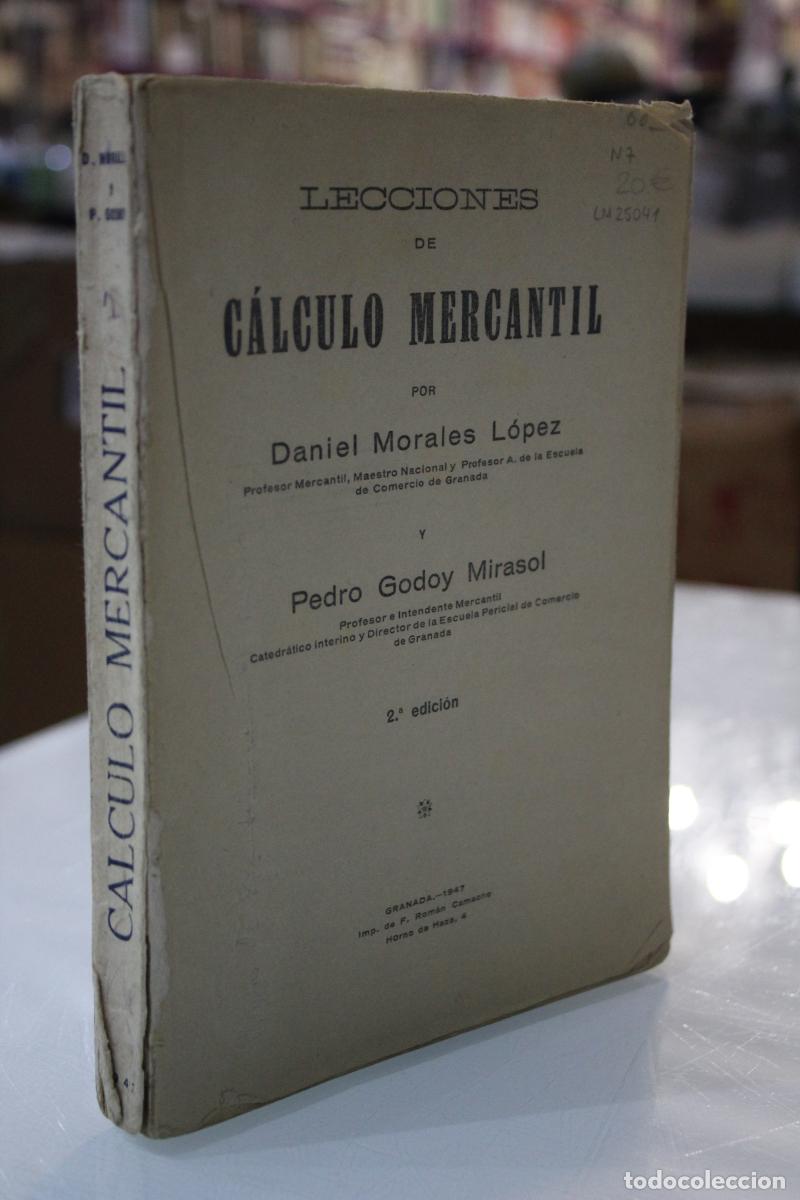 LECCIONES
DE
CÁLCULO MERCANTIL
POR
Daniel Morales López
Profesor Mercantil, Maestro Nacional y Profesor A. de la Escuela
de Comercio de Granada
Y
Pedro Godoy Mirasol
Profesor e Intendente Mercantil
Catedrático interino y Director de la Escuela Pericial de Comercio
de Granada
2.ª edición
GRANADA.—1947
Imp. de F. Román Camacho
Horno de Haza, 4
N7
20€
LM25041
CALCULO MERCANTIL
todocoleccion.net